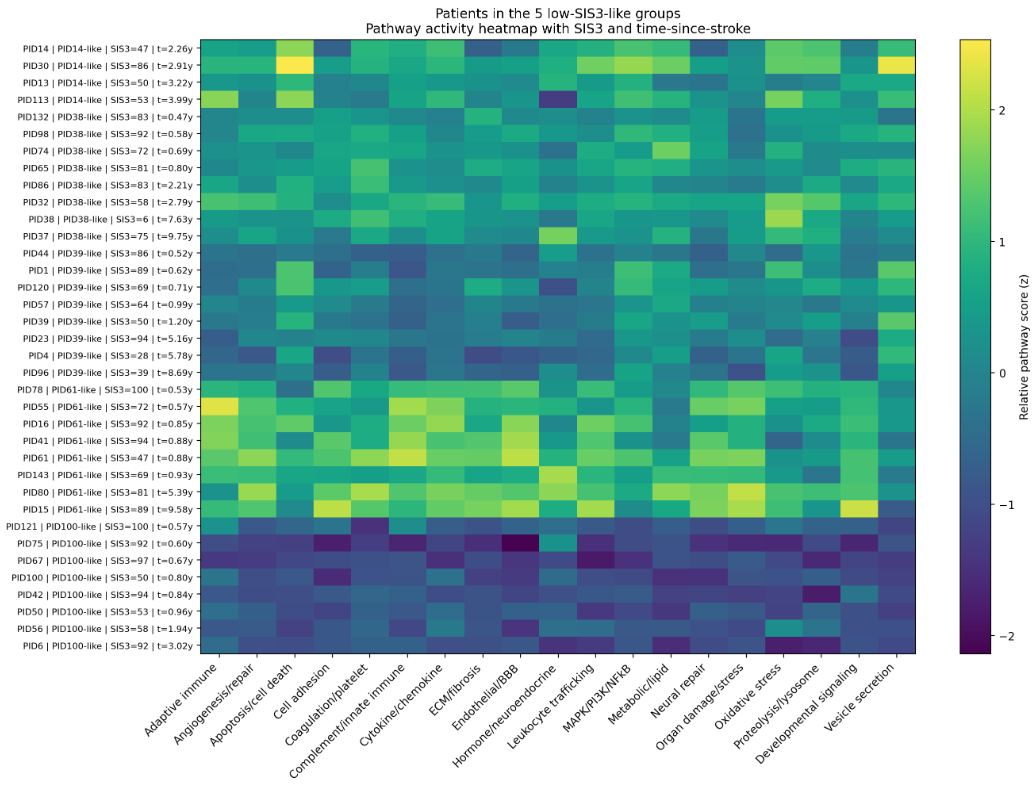 Patients in the 5 low-SIS3-like groups
Pathway activity heatmap with SIS3 and time-since-stroke
PID14 | PID14-like | SIS3=47 | t=2.26y
PID30 | PID14-like | SIS3=86 | t=2.91y
PID13 | PID14-like | SIS3=50 | t=3.22y
PID113 | PID14-like | SIS3=53 | t=3.99y
PID132 | PID38-like | SIS3=83 | t=0.47y
PID98 | PID38-like | SIS3=92 | t=0.58y
PID74 | PID38-like | SIS3=72 | t=0.69y
PID65 | PID38-like | SIS3=81 | t=0.80y
PID86 | PID38-like | SIS3=83 | t=2.21y
PID32 | PID38-like | SIS3=58 | t=2.79y
PID38 | PID38-like | SIS3=6 | t=7.63y
PID37 | PID38-like | SIS3=75 | t=9.75y
PID44 | PID39-like | SIS3=86 | t=0.52y
PID1 | PID39-like | SIS3=89 | t=0.62y
PID120 | PID39-like | SIS3=69 | t=0.71y
PID57 | PID39-like | SIS3=64 | t=0.99y
PID39 | PID39-like | SIS3=50 | t=1.20y
PID23 | PID39-like | SIS3=94 | t=5.16y
PID4 | PID39-like | SIS3=28 | t=5.78y
PID96 | PID39-like | SIS3=39 | t=8.69y
PID78 | PID61-like | SIS3=100 | t=0.53y
PID55 | PID61-like | SIS3=72 | t=0.57y
PID16 | PID61-like | SIS3=92 | t=0.85y
PID41 | PID61-like | SIS3=94 | t=0.88y
PID61 | PID61-like | SIS3=47 | t=0.88y
PID143 | PID61-like | SIS3=69 | t=0.93y
PID80 | PID61-like | SIS3=81 | t=5.39y
PID15 | PID61-like | SIS3=89 | t=9.58y
PID121 | PID100-like | SIS3=100 | t=0.57y
PID75 | PID100-like | SIS3=92 | t=0.60y
PID67 | PID100-like | SIS3=97 | t=0.67y
PID100 | PID100-like | SIS3=50 | t=0.80y
PID42 | PID100-like | SIS3=94 | t=0.84y
PID50 | PID100-like | SIS3=53 | t=0.96y
PID56 | PID100-like | SIS3=58 | t=1.94y
PID6 | PID100-like | SIS3=92 | t=3.02y
Adaptive immune
Angiogenesis/repair
Apoptosis/cell death
Cell adhesion
Coagulation/platelet
Complement/innate immune
Cytokine/chemokine
ECM/fibrosis
Endothelial/BBB
Hormone/neuroendocrine
Leukocyte trafficking
MAPK/PI3K/NFkB
Metabolic/lipid
Neural repair
Organ damage/stress
Oxidative stress
Proteolysis/lysosome
Developmental signaling
Vesicle secretion
2
1
0
−1
−2
Relative pathway score (z)